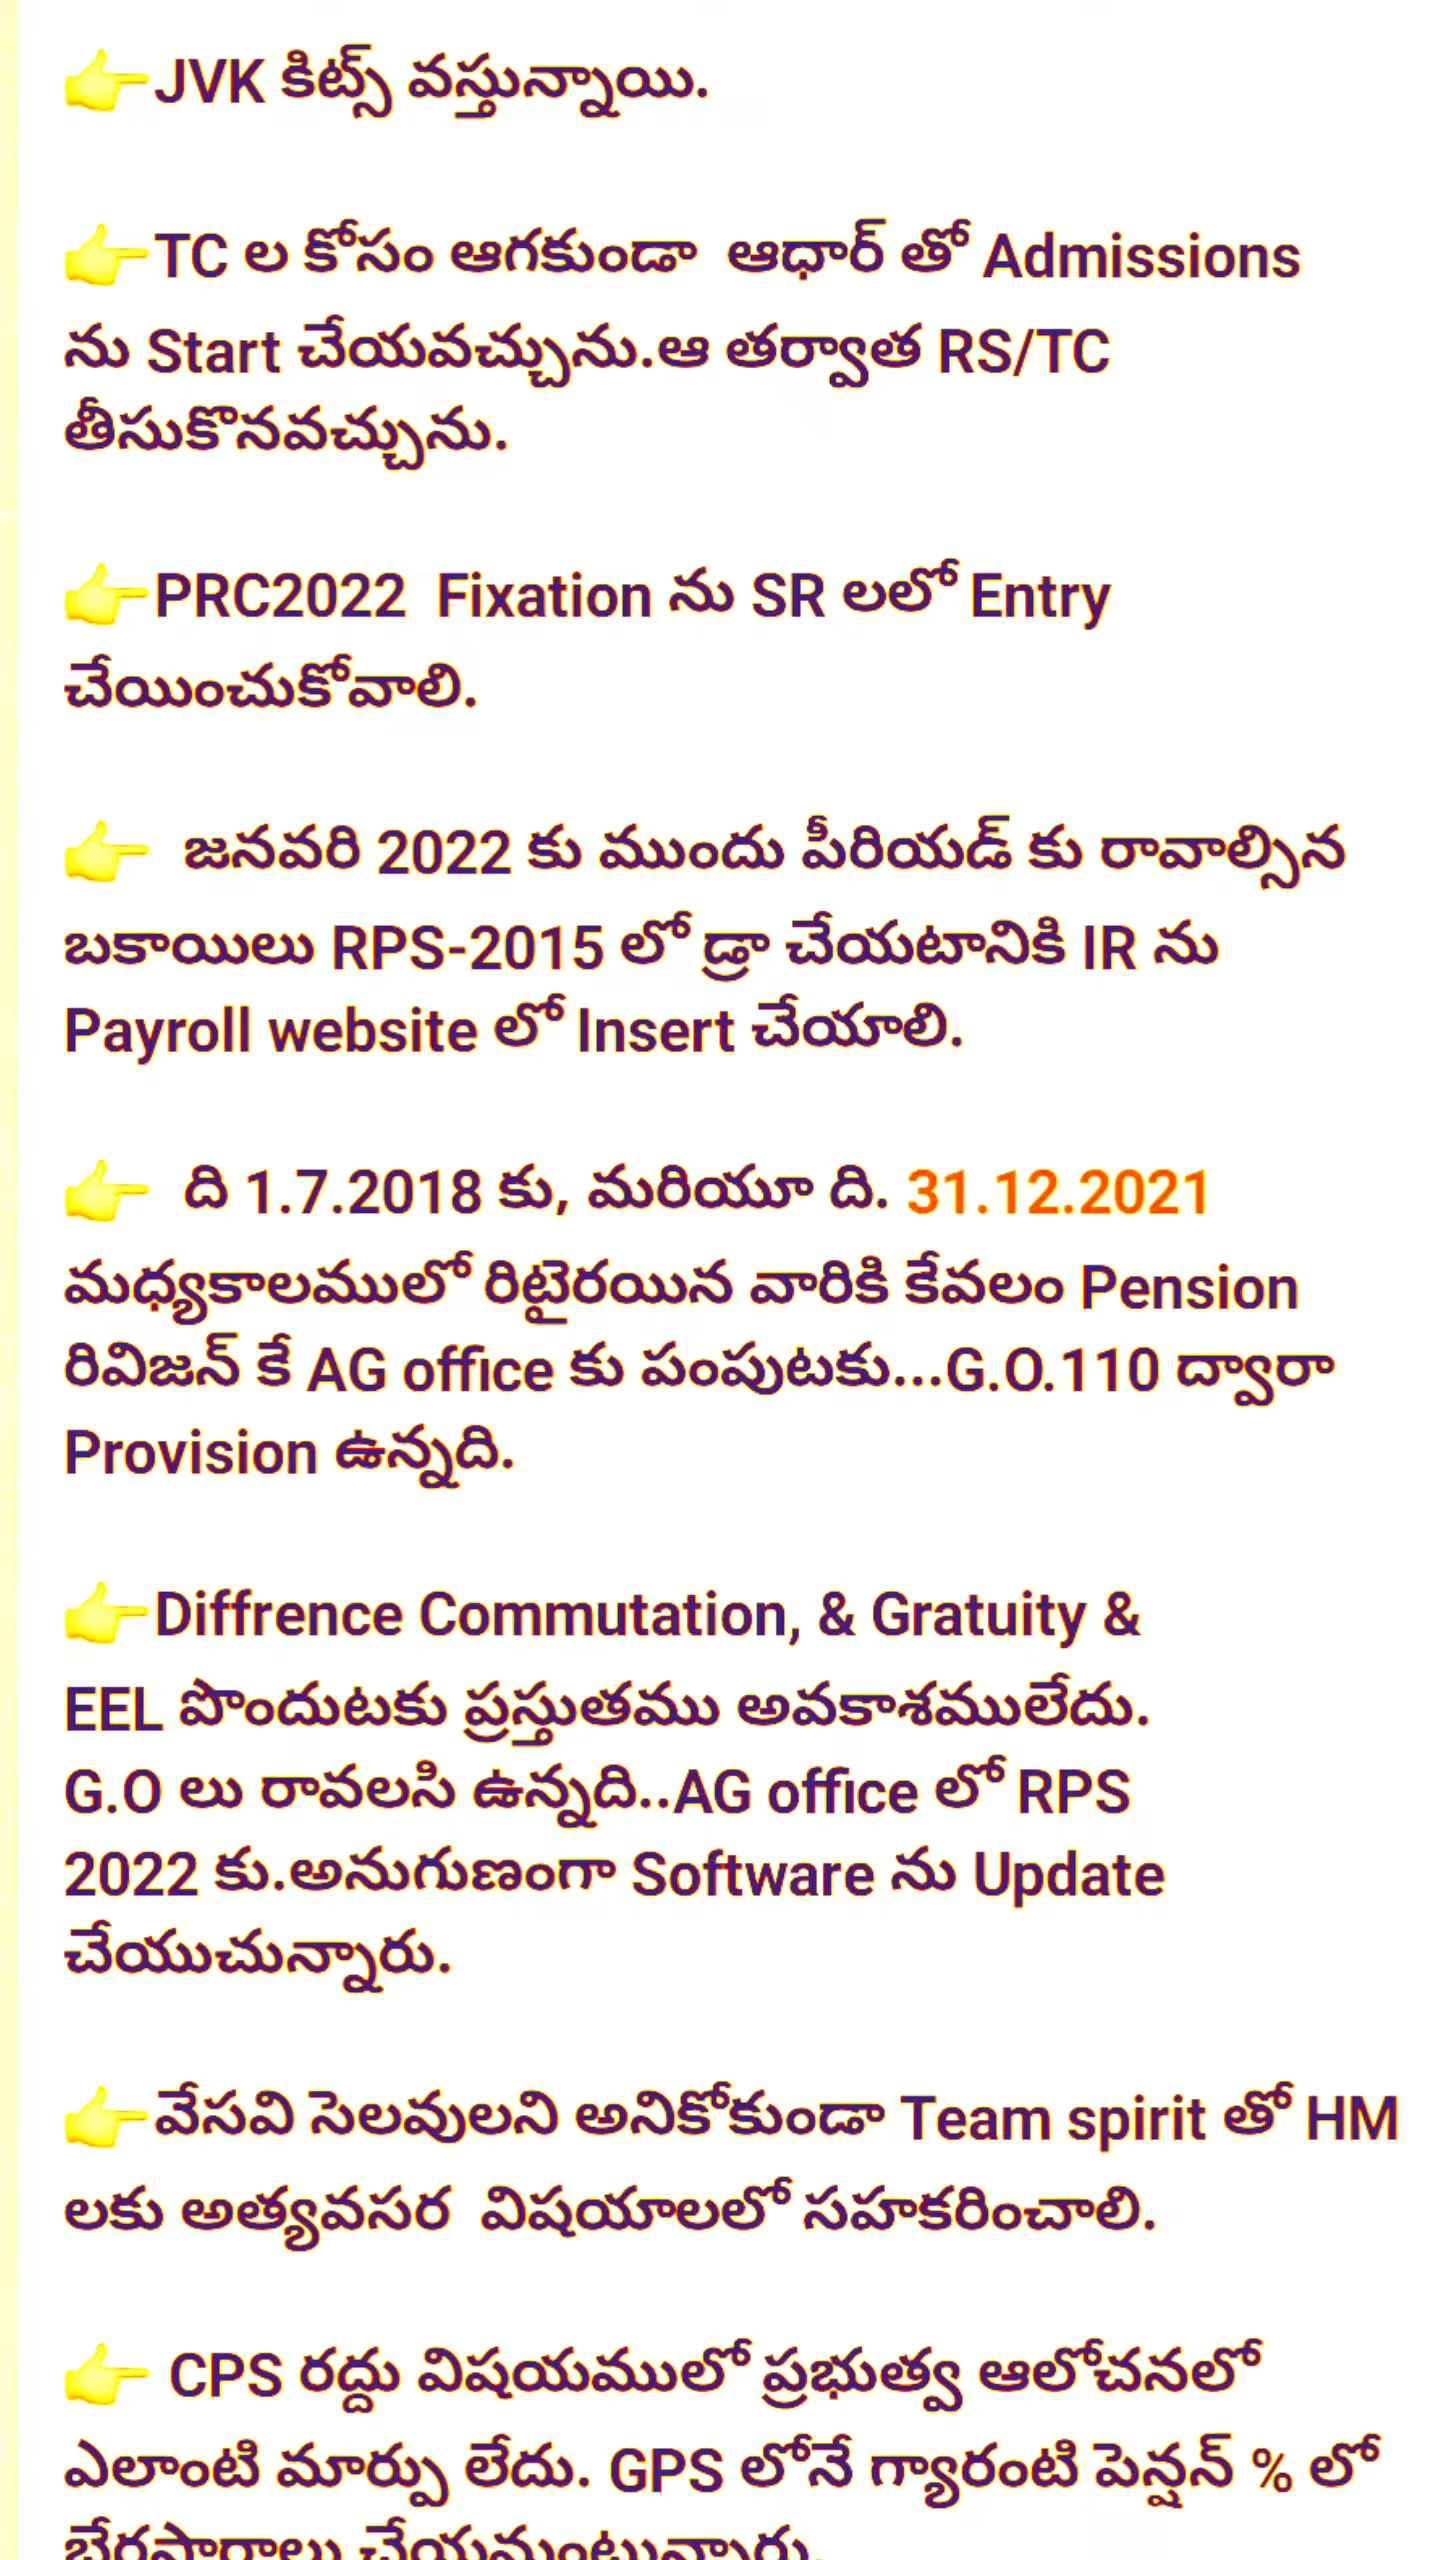 👉JVK కిట్స్ వస్తున్నాయి.
👉TC ల కోసం ఆగకుండా ఆధార్ తో Admissions
ను Start చేయవచ్చును.ఆ తర్వాత RS/TC
తీసుకొనవచ్చును.
👉PRC2022 Fixation ను SR లలో Entry
చేయించుకోవాలి.
👉 జనవరి 2022 కు ముందు పీరియడ్ కు రావాల్సిన
బకాయిలు RPS-2015 లో డ్రా చేయటానికి IR ను
Payroll website లో Insert చేయాలి.
👉 ది 1.7.2018 కు, మరియూ ది. 31.12.2021
మధ్యకాలములో రిటైరయిన వారికి కేవలం Pension
రివిజన్ కే AG office కు పంపుటకు...G.O.110 ద్వారా
Provision ఉన్నది.
👉Diffrence Commutation, & Gratuity &
EEL పొందుటకు ప్రస్తుతము అవకాశములేదు.
G.O లు రావలసి ఉన్నది..AG office లో RPS
2022 కు.అనుగుణంగా Software ను Update
చేయుచున్నారు.
👉వేసవి సెలవులని అనికోకుండా Team spirit తో HM
లకు అత్యవసర విషయాలలో సహకరించాలి.
👉 CPS రద్దు విషయములో ప్రభుత్వ ఆలోచనలో
ఎలాంటి మార్పు లేదు. GPS లోనే గ్యారంటి పెన్షన్ % లో